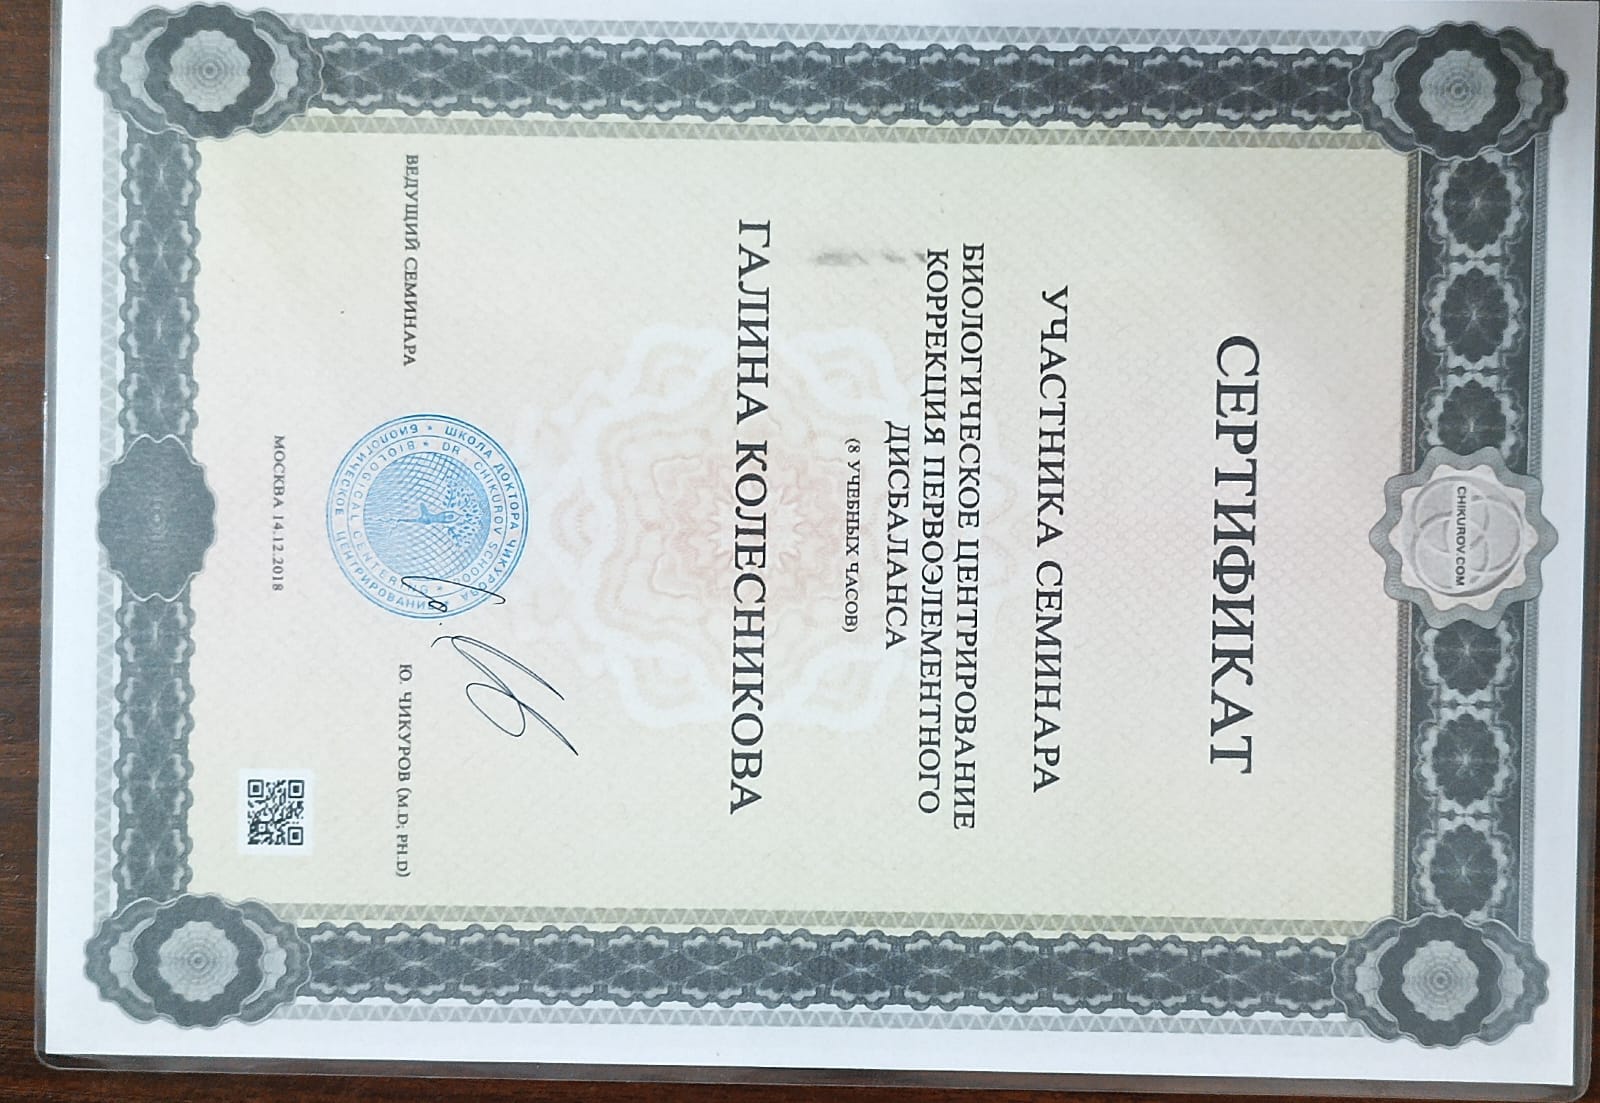 CHIKUROV.COM
СЕРТИФИКАТ
УЧАСТНИКА СЕМИНАРА
БИОЛОГИЧЕСКОЕ ЦЕНТРИРОВАНИЕ
КОРРЕКЦИЯ ПЕРВОЭЛЕМЕНТНОГО
ДИСБАЛАНСА
(8 УЧЕБНЫХ ЧАСОВ)
ГАЛИНА КОЛЕСНИКОВА
ВЕДУЩИЙ СЕМИНАРА
Ю. ЧИКУРОВ (M.D; PH.D)
ШКОЛА ДОКТОРА ЧИКУРОВА * БИОЛОГИЧЕСКОЕ ЦЕНТРИРОВАНИЕ *
DR. CHIKUROV SCHOOL * BIOLOGICAL CENTERING *
МОСКВА 14.12.2018